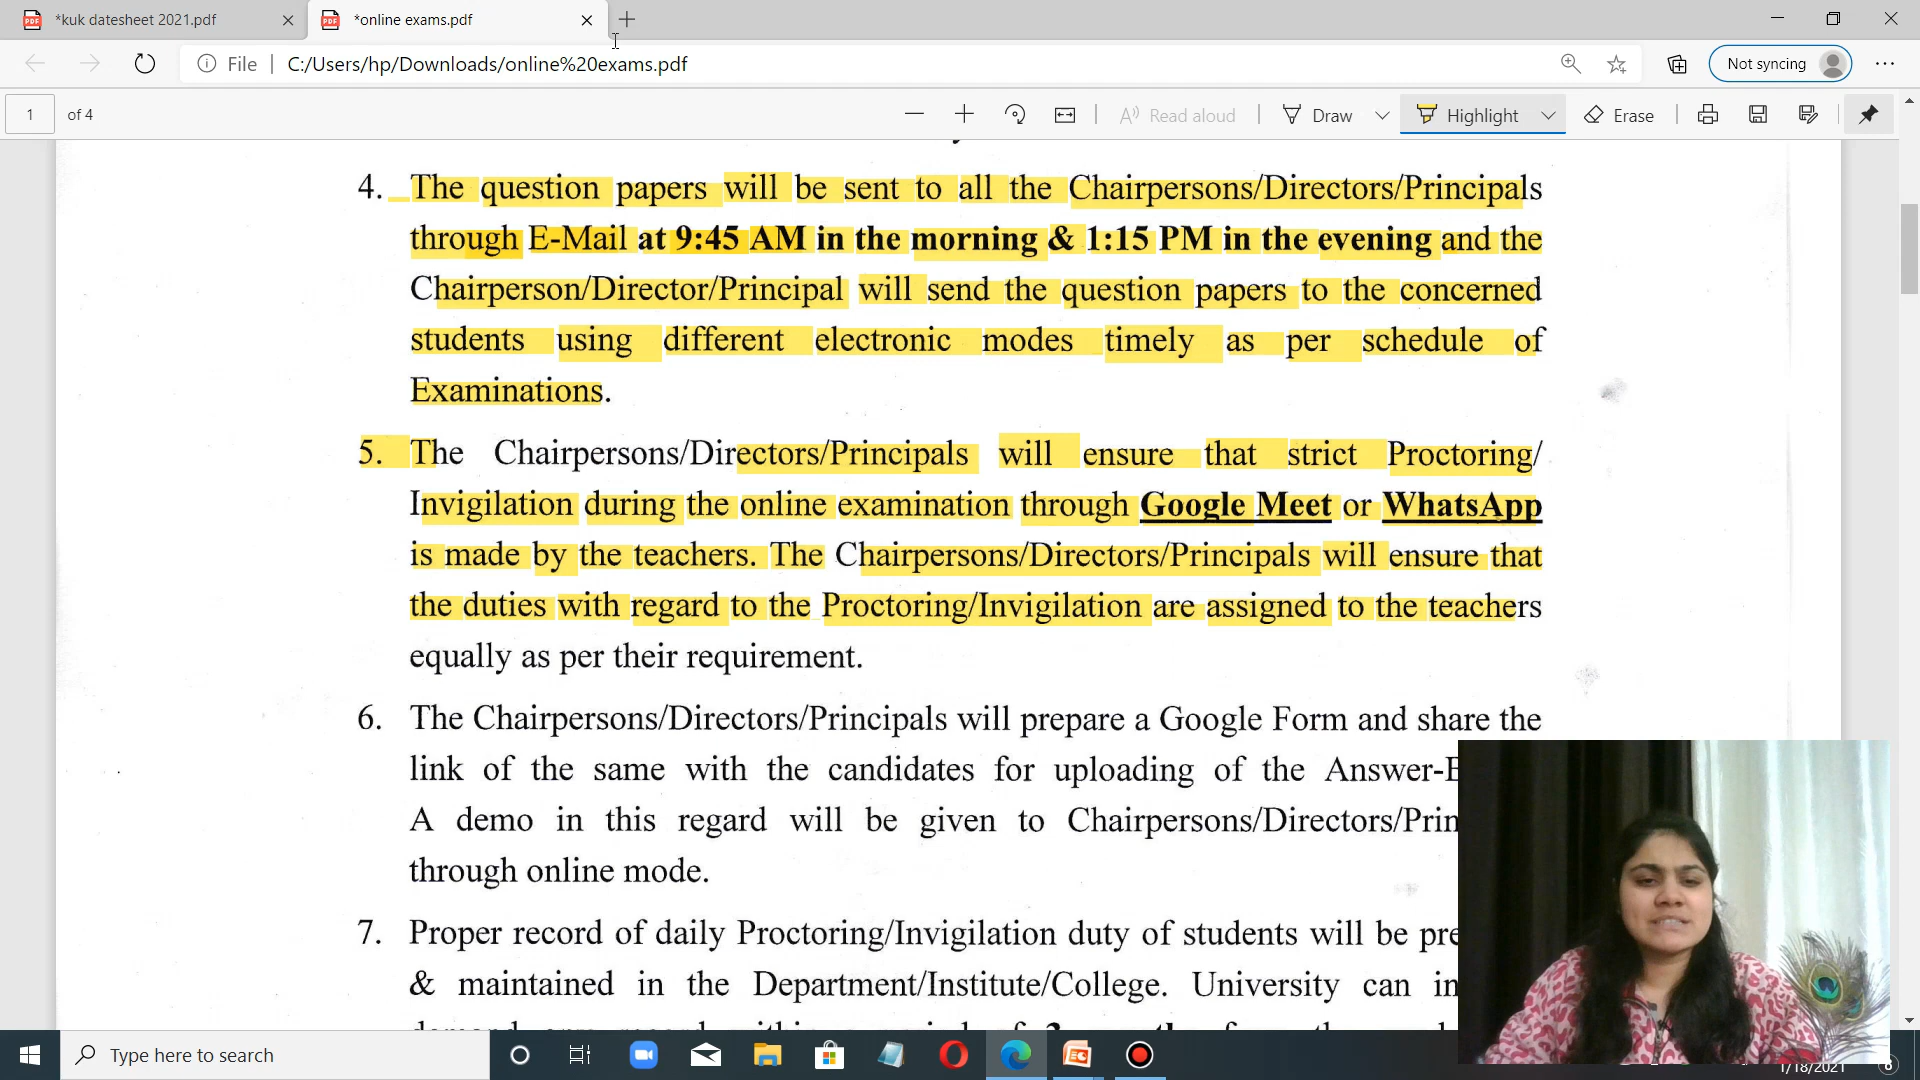 *kuk datesheet 2021.pdf
*online exams.pdf
File
C:/Users/hp/Downloads/online%20exams.pdf
Not syncing
1
of 4
Read aloud
Draw
Highlight
Erase
4. The question papers will be sent to all the Chairpersons/Directors/Principals
through E-Mail at 9:45 AM in the morning & 1:15 PM in the evening and the
Chairperson/Director/Principal will send the question papers to the concerned
students using different electronic modes timely as per schedule of
Examinations.
5. The Chairpersons/Directors/Principals will ensure that strict Proctoring/
Invigilation during the online examination through Google Meet or WhatsApp
is made by the teachers. The Chairpersons/Directors/Principals will ensure that
the duties with regard to the Proctoring/Invigilation are assigned to the teachers
equally as per their requirement.
6. The Chairpersons/Directors/Principals will prepare a Google Form and share the
link of the same with the candidates for uploading of the
A demo in this regard will be given to
through online mode.
7. Proper record of daily Proctoring/Invigilation duty of students will be
& maintained in the Department/Institute/College. University can
Type here to search
1/18/2021